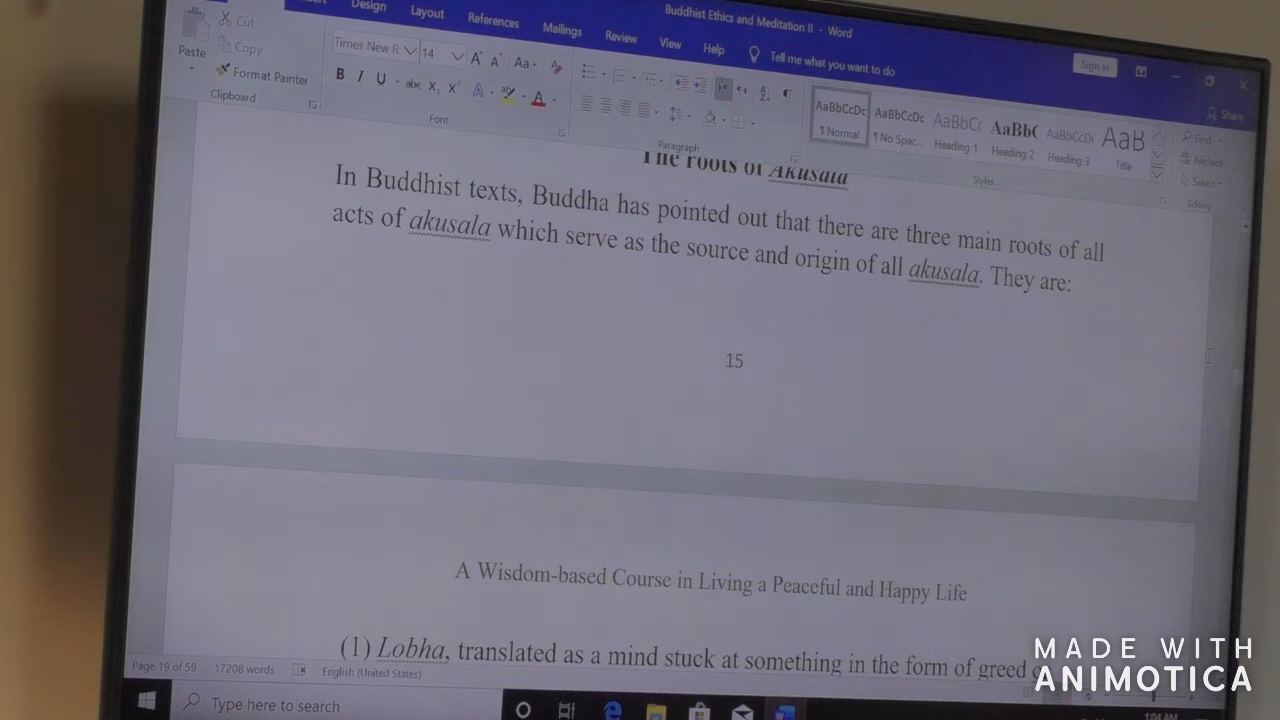 Buddhist Ethics and Meditation II - Word
Design Layout References Mailings Review View Help Tell me what you want to do
Sign in
Share
Cut
Copy
Paste
Format Painter
Clipboard
Times New R 14
Font
Paragraph
AaBbCcDc AaBbCcDc AaBbC AaBb AaBbCcD AaB
¶ Normal ¶ No Spac... Heading 1 Heading 2 Heading 3 Title
Styles
Find
Replace
Select
Editing
The roots of Akusala
In Buddhist texts, Buddha has pointed out that there are three main roots of all
acts of akusala which serve as the source and origin of all akusala. They are:
15
A Wisdom-based Course in Living a Peaceful and Happy Life
(1) Lobha, translated as a mind stuck at something in the form of greed
Page 19 of 59 17208 words English (United States)
Type here to search
1:04 AM
MADE WITH
ANIMOTICA